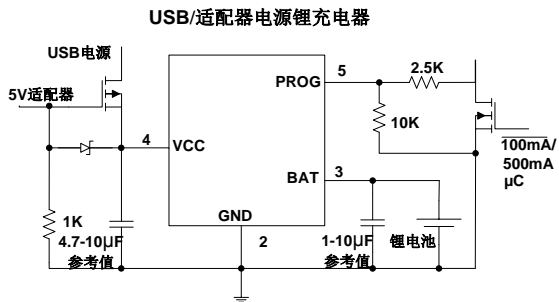 USB/适配器电源锂充电器
USB电源
5V适配器
4
VCC
PROG
5
2.5K
10K
100mA/
500mA
µC
BAT
3
GND
2
1K
4.7-10µF
参考值
1-10µF
参考值
锂电池